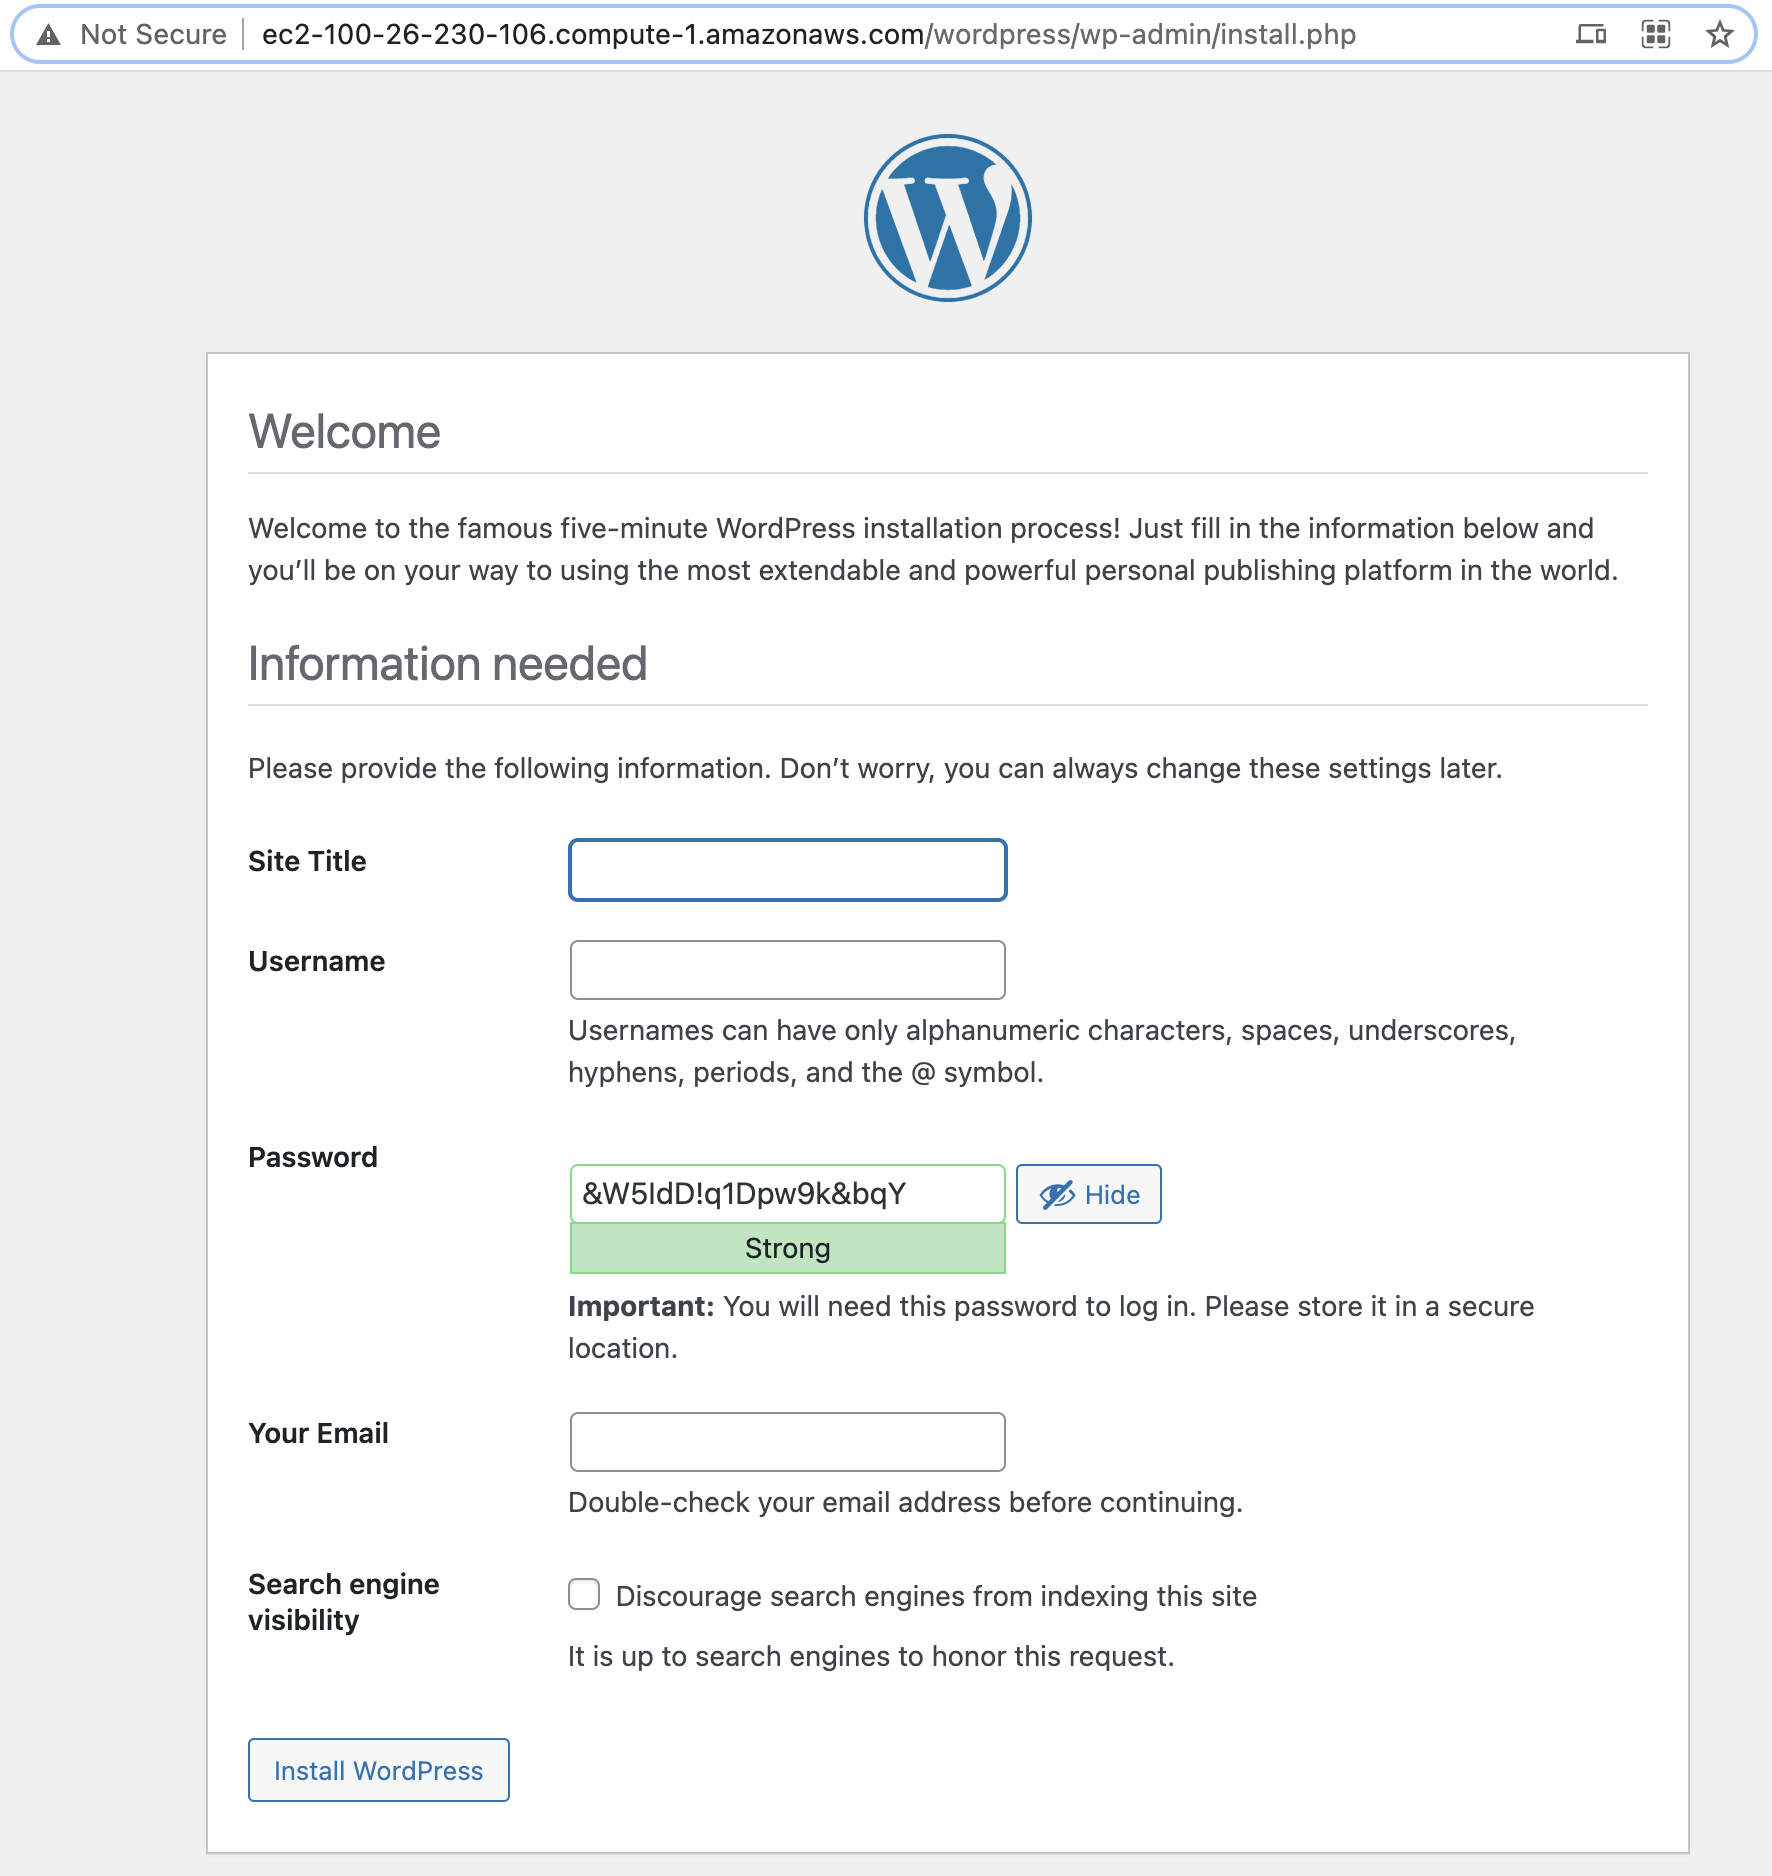 Not Secure ec2-100-26-230-106.compute-1.amazonaws.com/wordpress/wp-admin/install.php
Welcome
Welcome to the famous five-minute WordPress installation process! Just fill in the information below and
you’ll be on your way to using the most extendable and powerful personal publishing platform in the world.
Information needed
Please provide the following information. Don’t worry, you can always change these settings later.
Site Title
Username
Usernames can have only alphanumeric characters, spaces, underscores,
hyphens, periods, and the @ symbol.
Password
&W5IdD!q1Dpw9k&bqY Hide
Strong
Important: You will need this password to log in. Please store it in a secure
location.
Your Email
Double-check your email address before continuing.
Search engine
visibility
Discourage search engines from indexing this site
It is up to search engines to honor this request.
Install WordPress